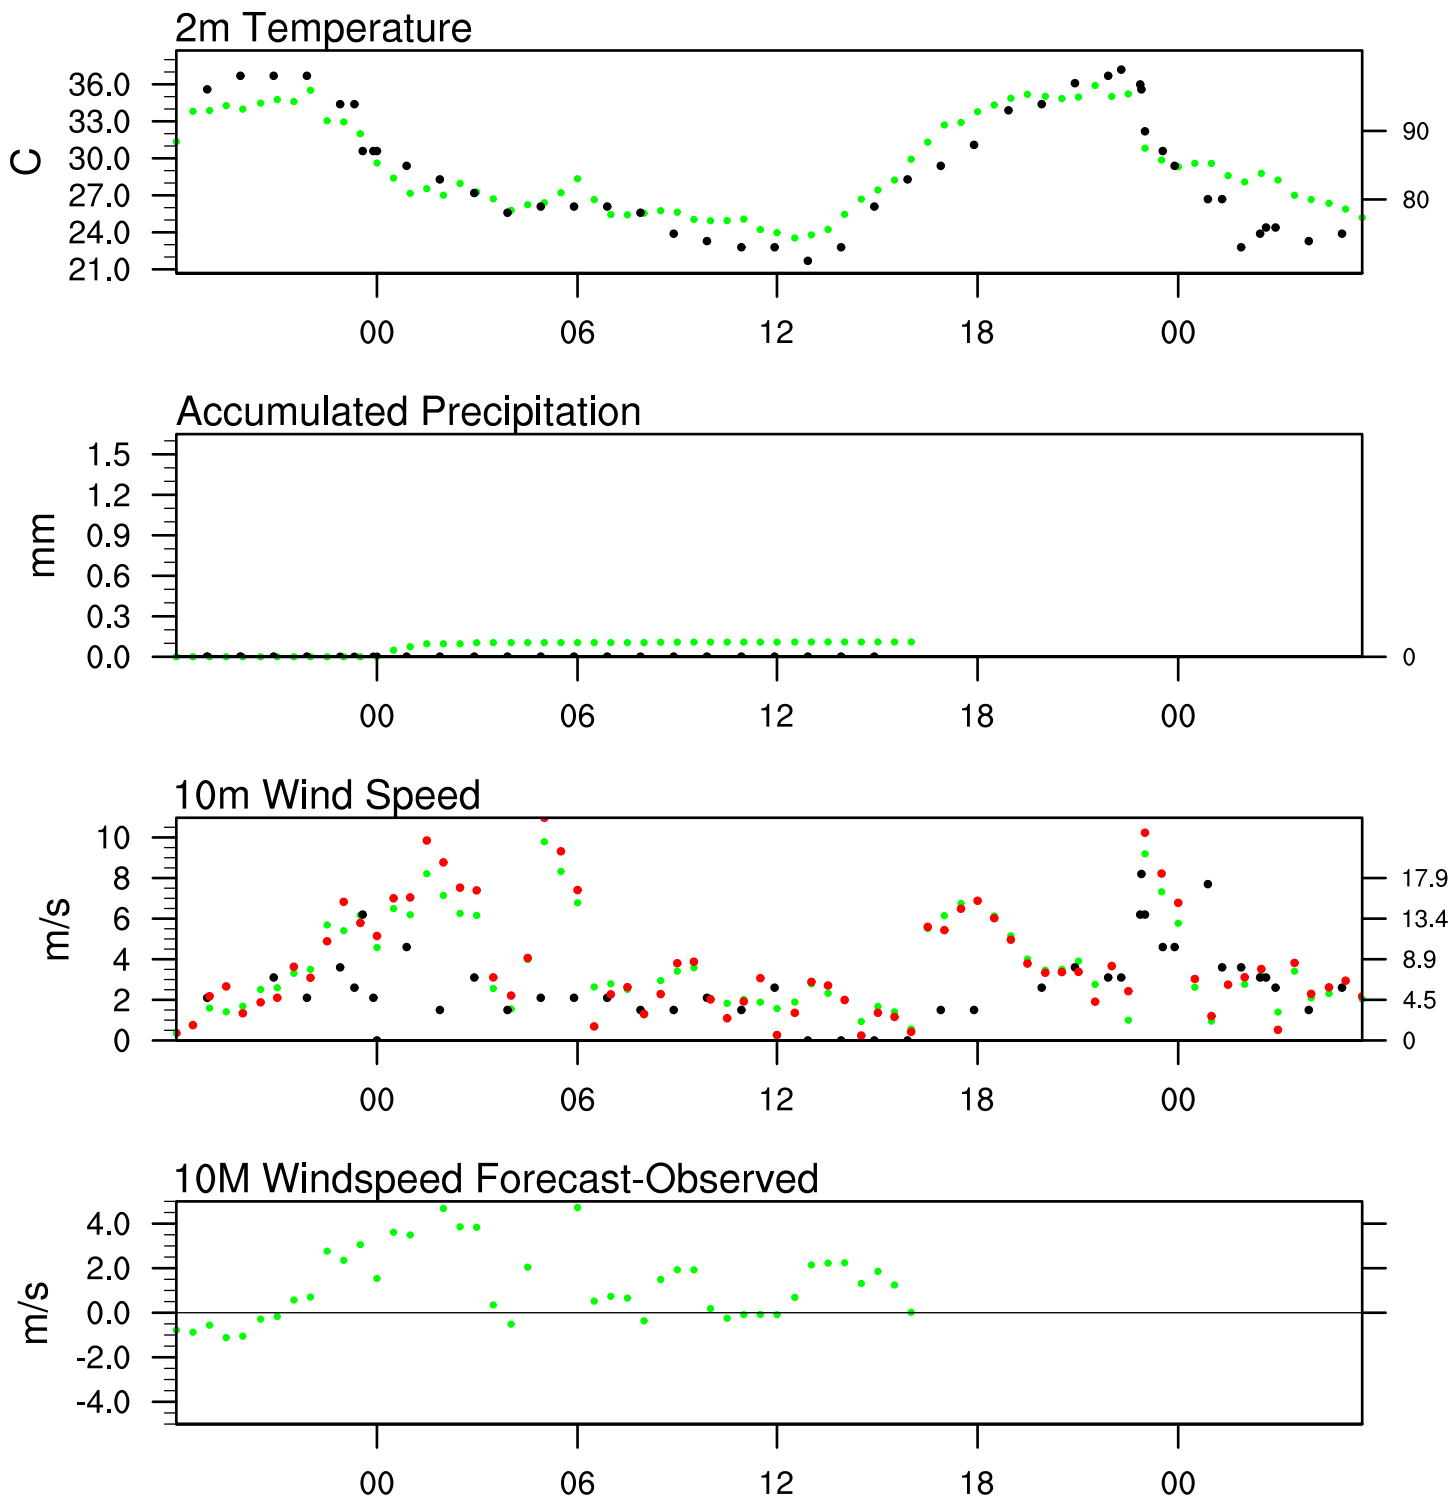 2m Temperature
36.0
33.0
30.0
27.0
24.0
21.0
C
90
80
00 06 12 18 00
Accumulated Precipitation
1.5
1.2
0.9
0.6
0.3
0.0
mm
0
00 06 12 18 00
10m Wind Speed
10
8
6
4
2
0
m/s
17.9
13.4
8.9
4.5
0
00 06 12 18 00
10M Windspeed Forecast-Observed
4.0
2.0
0.0
-2.0
-4.0
m/s
00 06 12 18 00